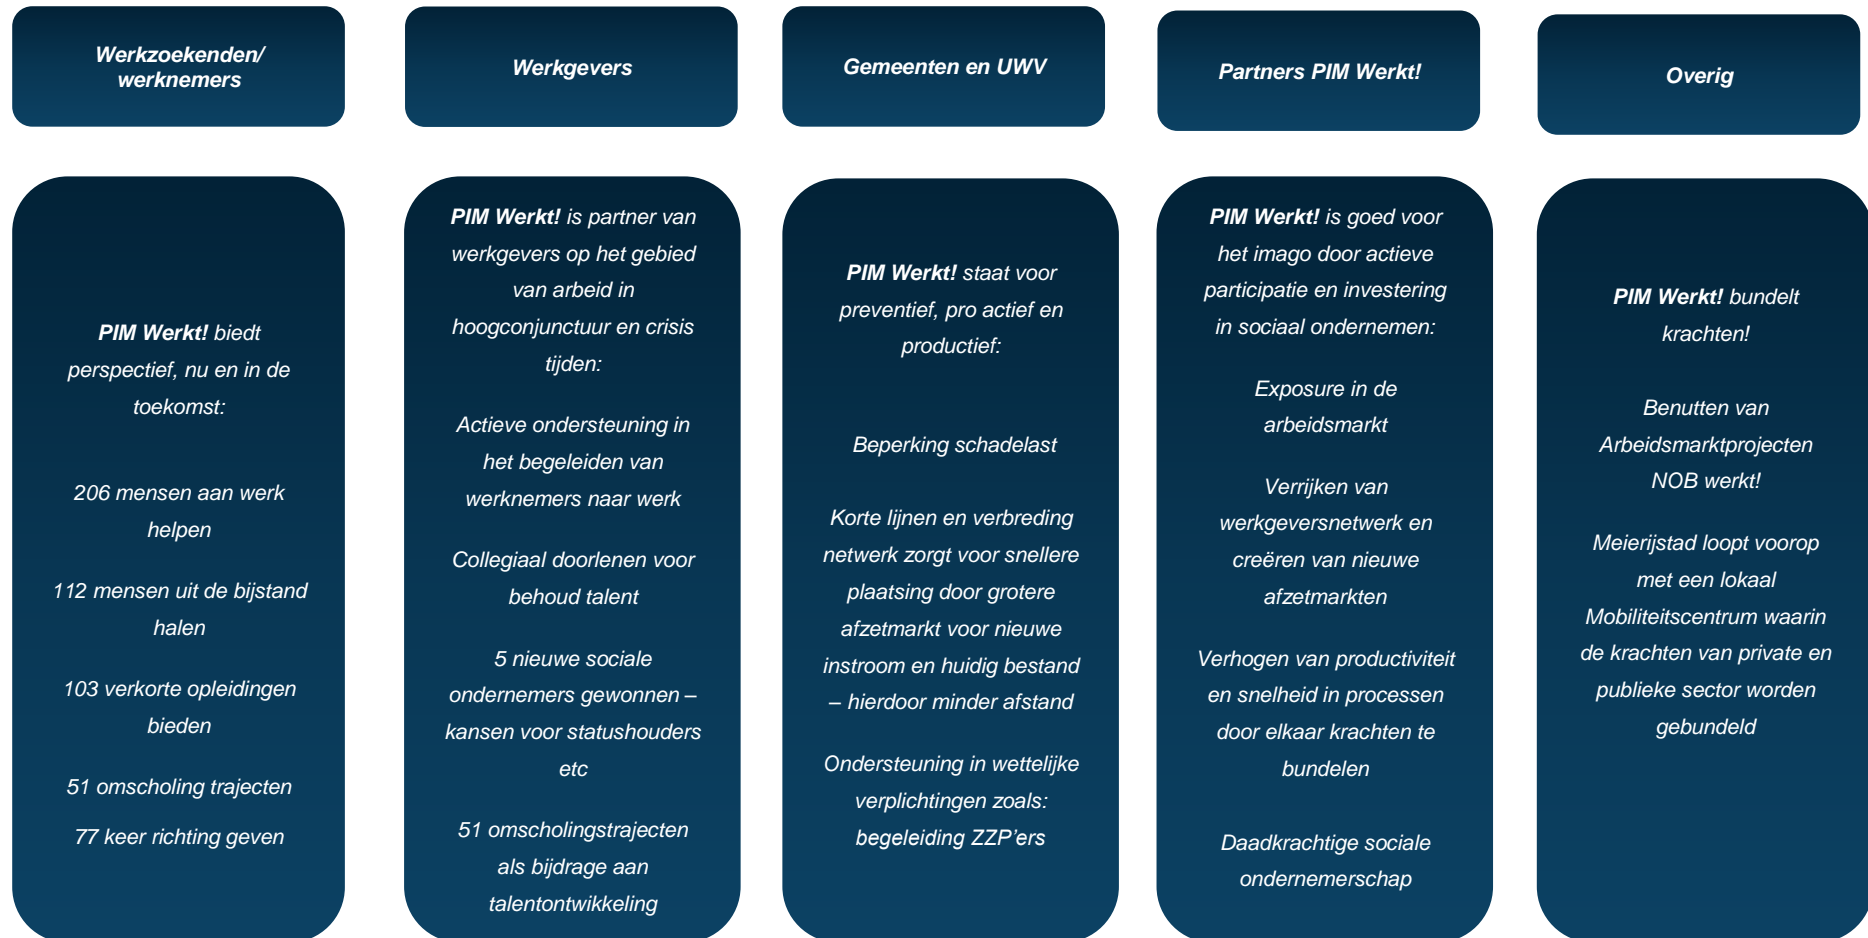 Werkzoekenden/
werknemers
PIM Werkt! biedt
perspectief, nu en in de
toekomst:
206 mensen aan werk
helpen
112 mensen uit de bijstand
halen
103 verkorte opleidingen
bieden
51 omscholing trajecten
77 keer richting geven
Werkgevers
PIM Werkt! is partner van
werkgevers op het gebied
van arbeid in
hoogconjunctuur en crisis
tijden:
Actieve ondersteuning in
het begeleiden van
werknemers naar werk
Collegiaal doorlenen voor
behoud talent
5 nieuwe sociale
ondernemers gewonnen –
kansen voor statushouders
etc
51 omscholingstrajecten
als bijdrage aan
talentontwikkeling
Gemeenten en UWV
PIM Werkt! staat voor
preventief, pro actief en
productief:
Beperking schadelast
Korte lijnen en verbreding
netwerk zorgt voor snellere
plaatsing door grotere
afzetmarkt voor nieuwe
instroom en huidig bestand
– hierdoor minder afstand
Ondersteuning in wettelijke
verplichtingen zoals:
begeleiding ZZP’ers
Partners PIM Werkt!
PIM Werkt! is goed voor
het imago door actieve
participatie en investering
in sociaal ondernemen:
Exposure in de
arbeidsmarkt
Verrijken van
werkgeversnetwerk en
creëren van nieuwe
afzetmarkten
Verhogen van productiviteit
en snelheid in processen
door elkaar krachten te
bundelen
Daadkrachtige sociale
ondernemerschap
Overig
PIM Werkt! bundelt
krachten!
Benutten van
Arbeidsmarktprojecten
NOB werkt!
Meierijstad loopt voorop
met een lokaal
Mobiliteitscentrum waarin
de krachten van private en
publieke sector worden
gebundeld